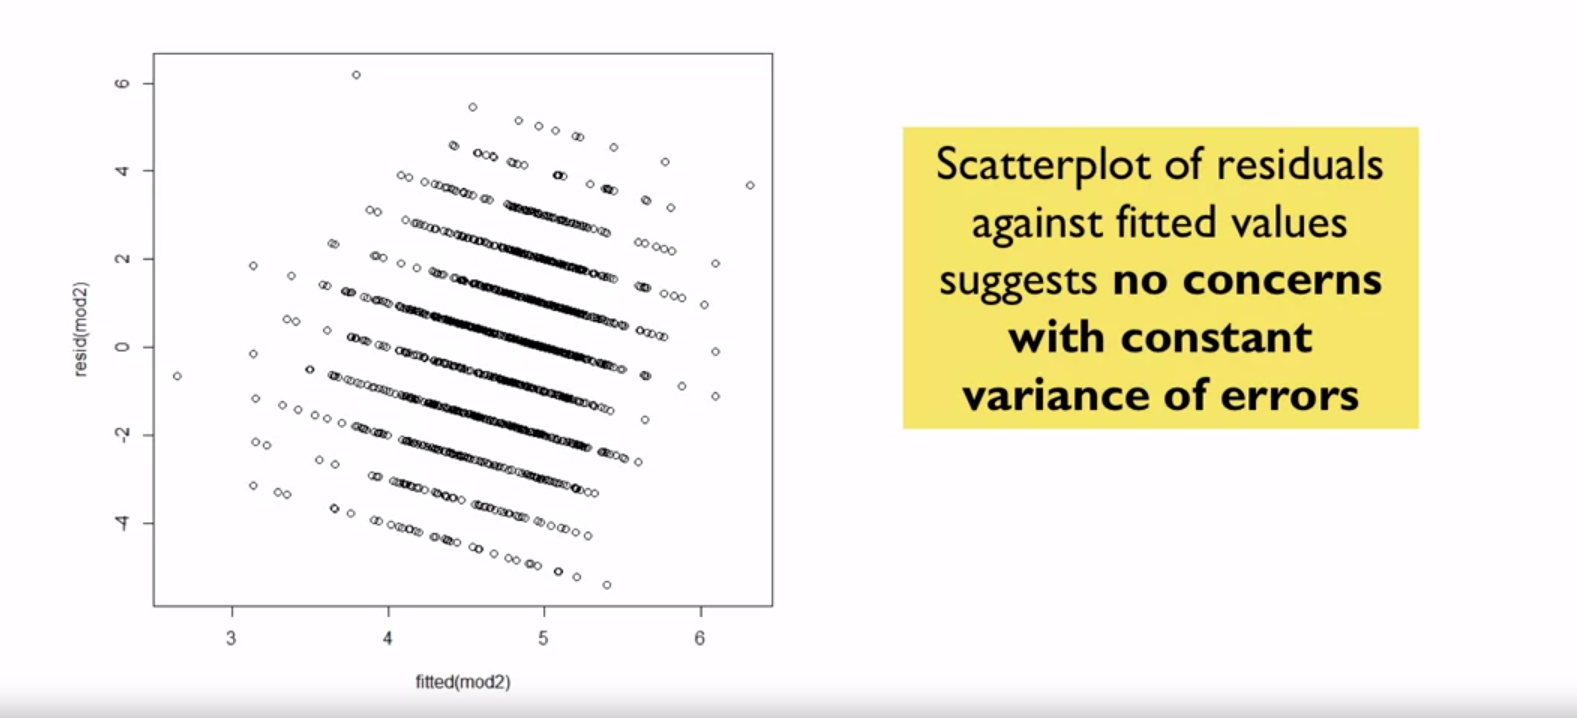 6
4
2
0
-2
-4
resid(mod2)
3 4 5 6
fitted(mod2)
Scatterplot of residuals
against fitted values
suggests no concerns
with constant
variance of errors